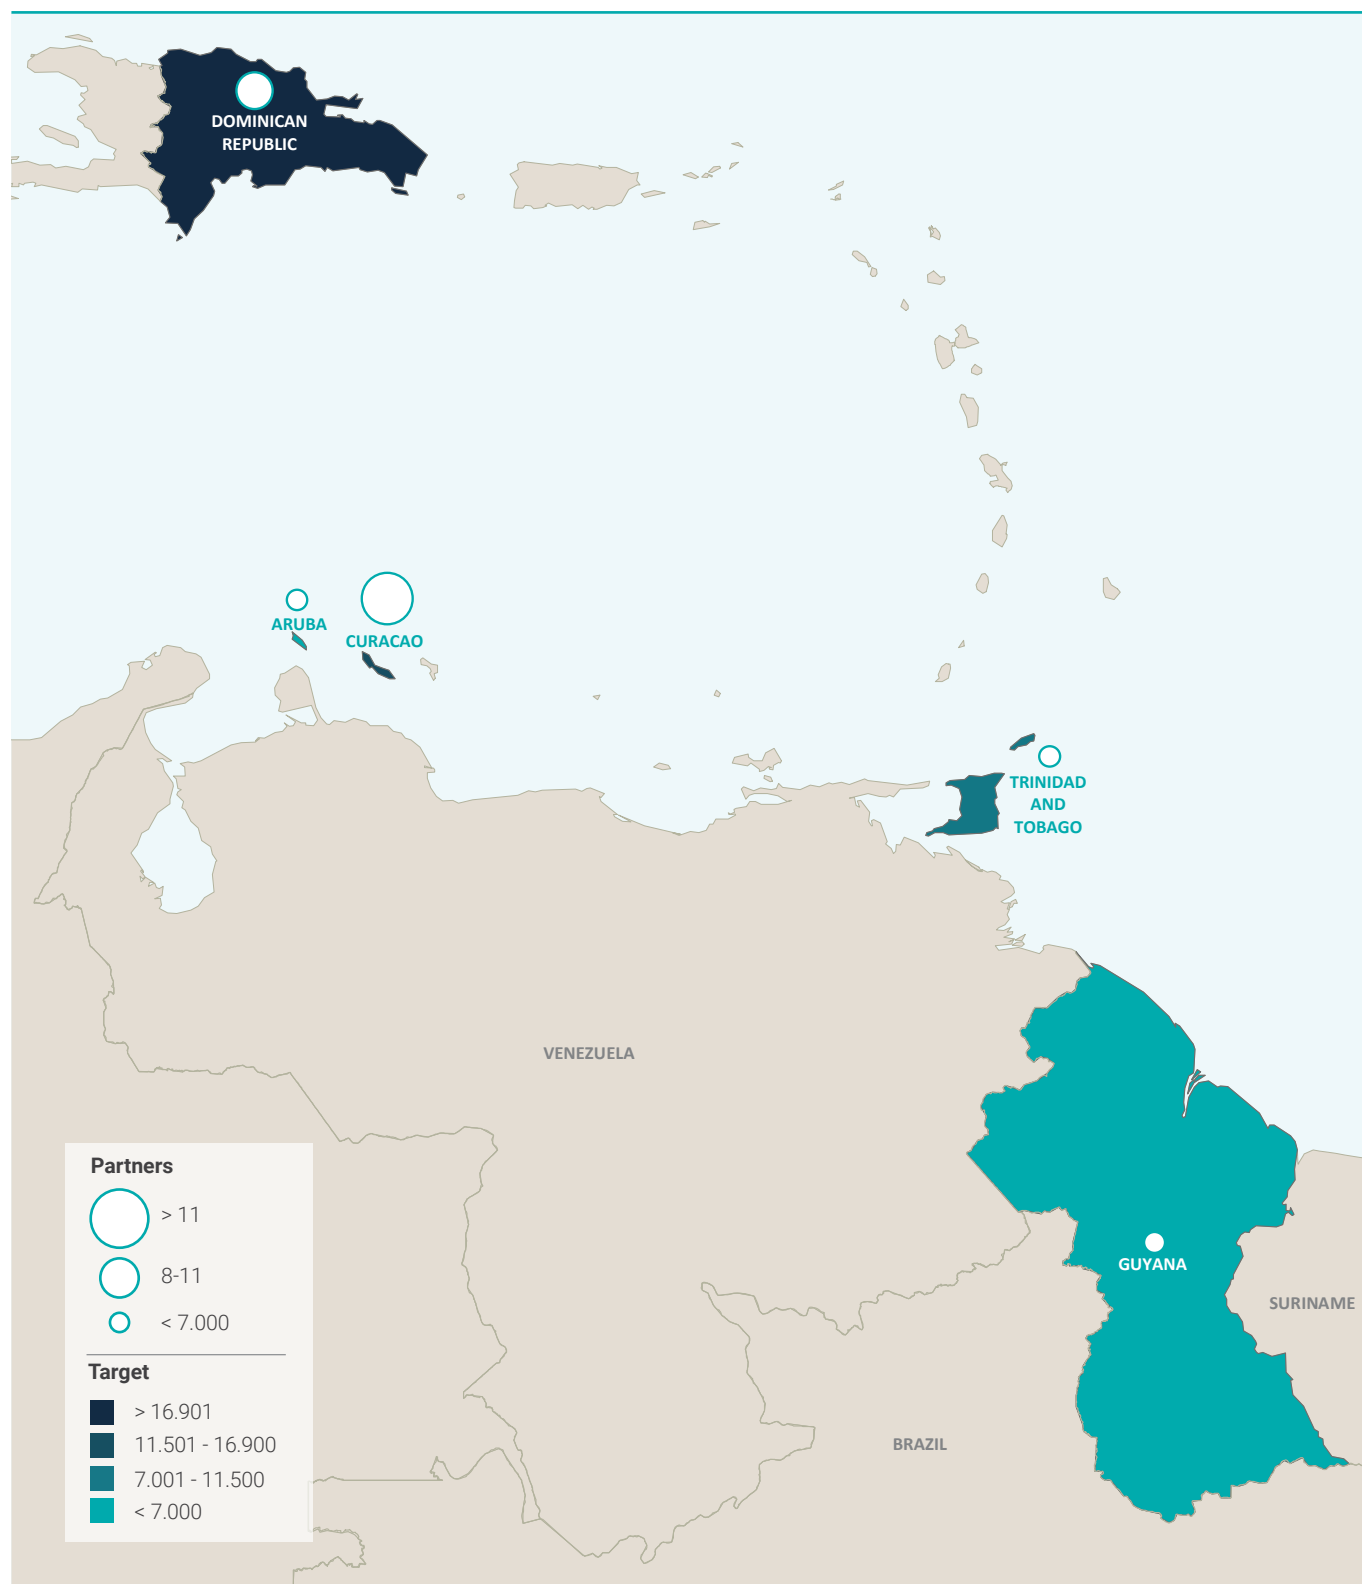 DOMINICAN
REPUBLIC
ARUBA
CURACAO
TRINIDAD
AND
TOBAGO
VENEZUELA
GUYANA
SURINAME
BRAZIL
Partners
> 11
8-11
< 7.000
Target
> 16.901
11.501 - 16.900
7.001 - 11.500
< 7.000